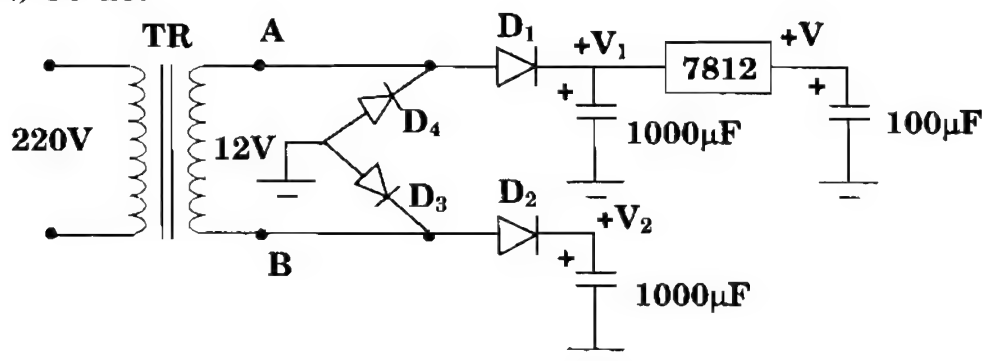 TR
A
D₁
+V₁
7812
+V
+
+
220V
12V
D₄
1000µF
100µF
D₃
D₂
+V₂
+
B
1000µF